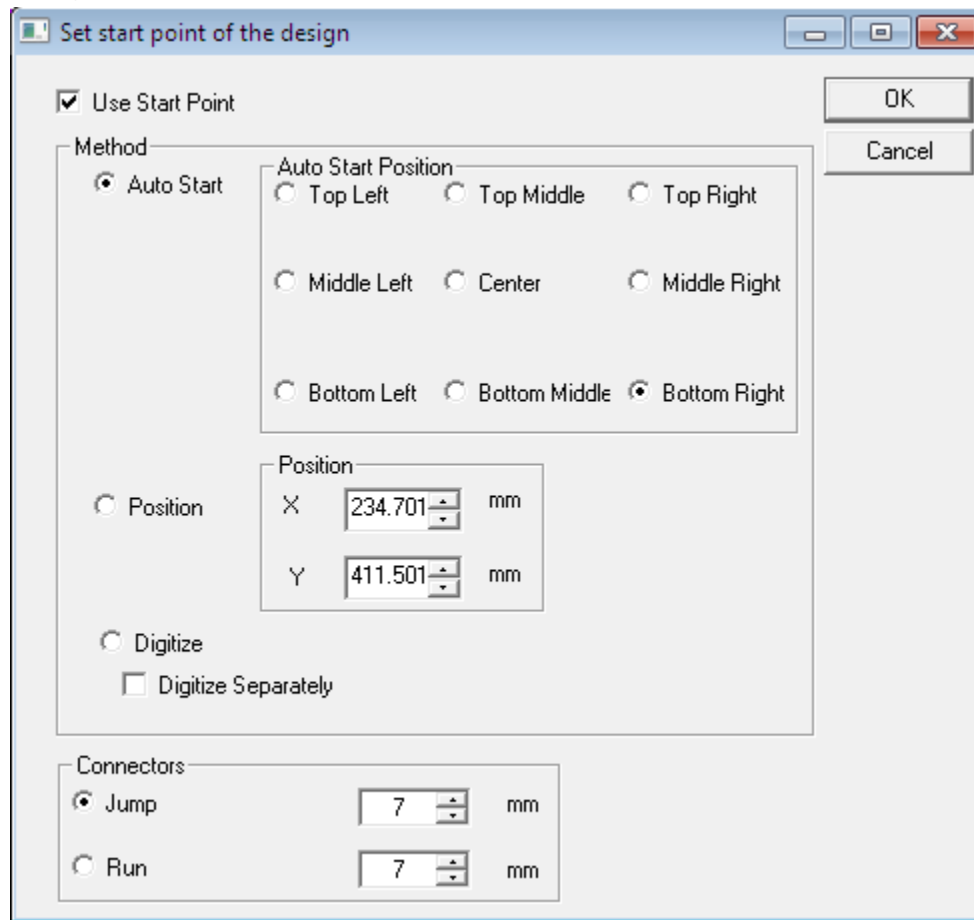 Set start point of the design
Use Start Point
OK
Cancel
Method
Auto Start
Auto Start Position
Top Left Top Middle Top Right
Middle Left Center Middle Right
Bottom Left Bottom Middle Bottom Right
Position
Position
X 234.701 mm
Y 411.501 mm
Digitize
Digitize Separately
Connectors
Jump 7 mm
Run 7 mm